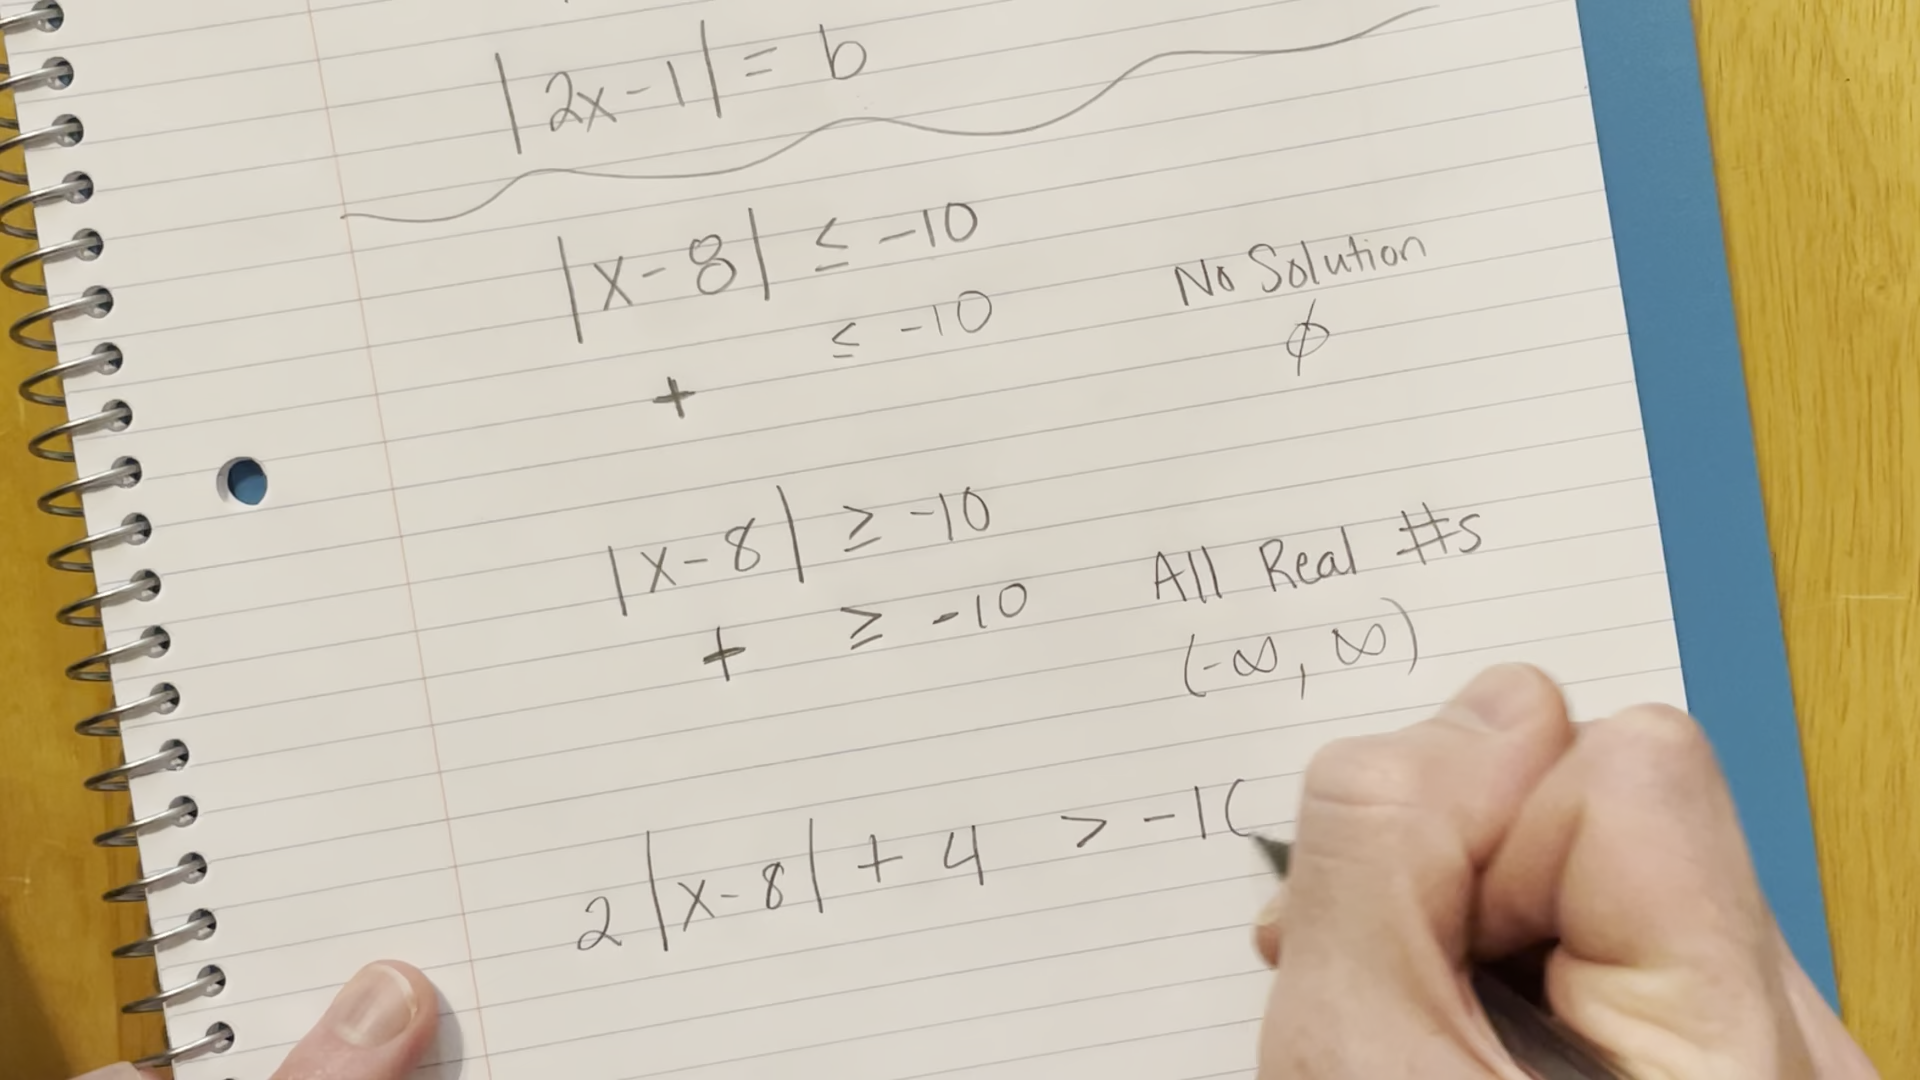 |2x-1| = b
|x-8| ≤ -10
No Solution
≤ -10
∅
+
|x-8| ≥ -10
All Real #s
+ ≥ -10
(-∞, ∞)
2|x-8| + 4 > -1(